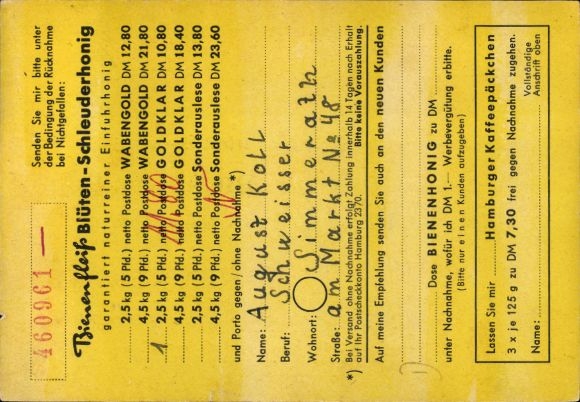 460961 —
Senden Sie mir bitte unter
der Bedingung der Rücknahme
bei Nichtgefallen:
Bienenfleiß Blüten-Schleuderhonig
garantiert naturreiner Einfuhrhonig
2,5 kg (5 Pfd.) netto Postdose WABENGOLD DM 12,80
4,5 kg (9 Pfd.) netto Postdose WABENGOLD DM 21,80
1 2,5 kg (5 Pfd.) netto Postdose GOLDKLAR DM 10,80
4,5 kg (9 Pfd.) netto Postdose GOLDKLAR DM 18,40
2,5 kg (5 Pfd.) netto Postdose Sonderauslese DM 13,80
4,5 kg (9 Pfd.) netto Postdose Sonderauslese DM 23,60
und Porto gegen/ohne Nachnahme *)
Name: August Koll
Beruf: Schweisser
Wohnort: Simmerath
Straße: am Markt No 48
*) Bei Versand ohne Nachnahme erfolgt Zahlung innerhalb 14 Tagen nach Erhalt
auf Ihr Postscheckkonto Hamburg 2370. Bitte keine Vorauszahlung.
Auf meine Empfehlung senden Sie auch an den neuen Kunden
Dose BIENENHONIG zu DM
unter Nachnahme, wofür ich DM 1.— Werbevergütung erbitte.
(Bitte nur einen Kunden aufzugeben)
Lassen Sie mir Hamburger Kaffeepäckchen
3 x je 125 g zu DM 7,30 frei gegen Nachnahme zugehen.
Name: Vollständige
Anschrift oben